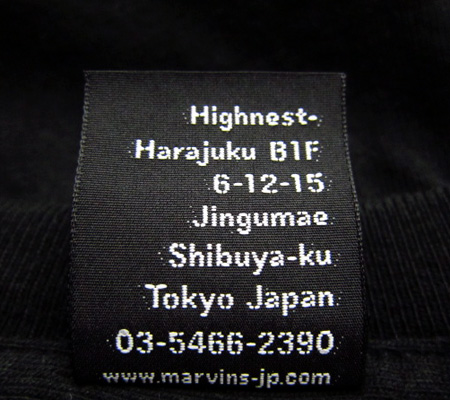 Highnest-
Harajuku B1F
6-12-15
Jingumae
Shibuya-ku
Tokyo Japan
03-5466-2390
www.marvins-jp.com